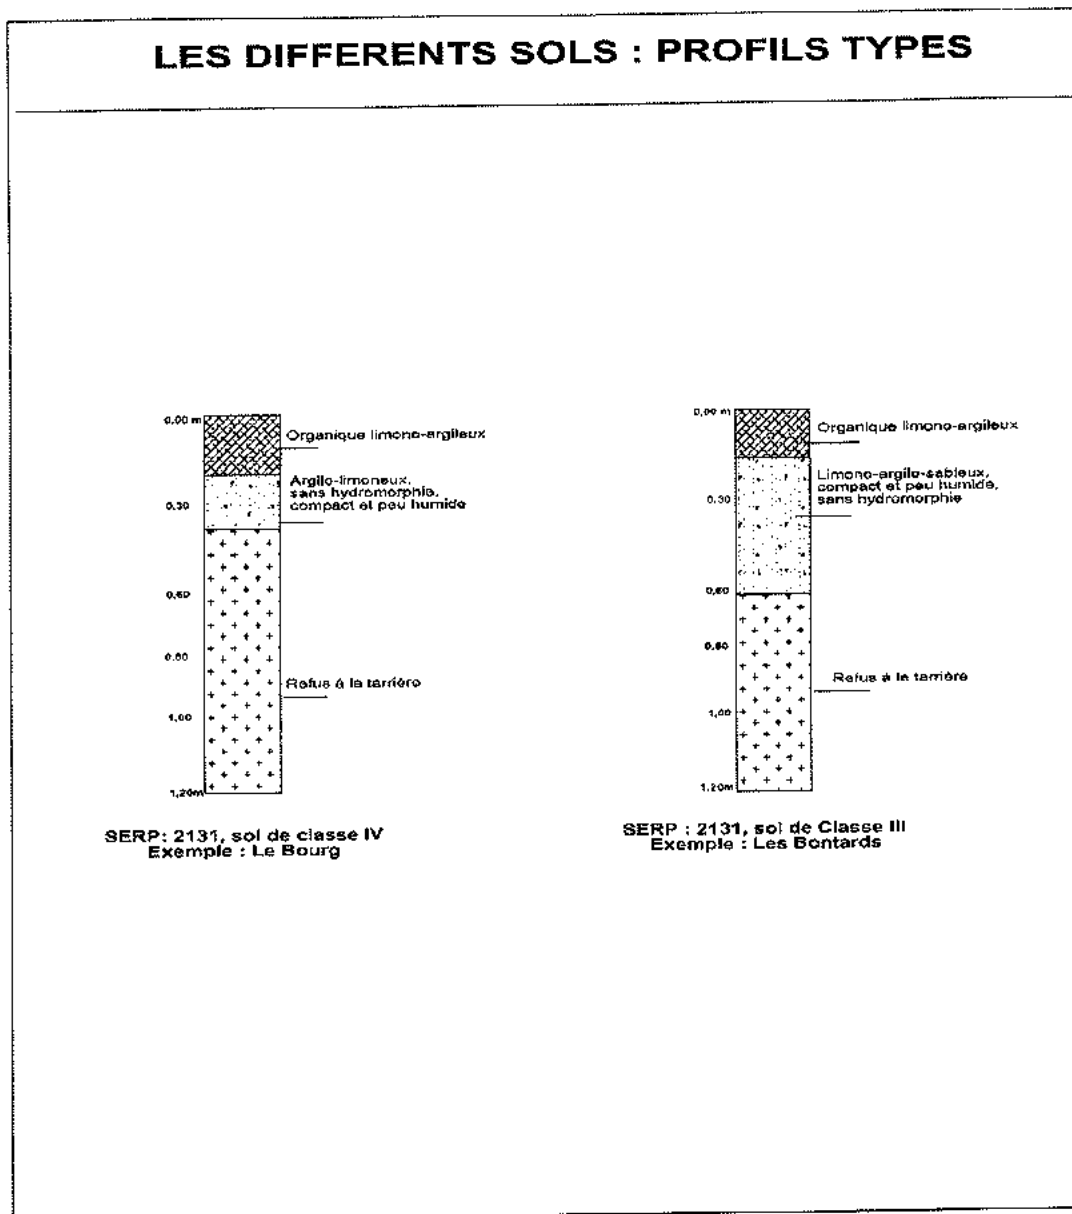 LES DIFFERENTS SOLS : PROFILS TYPES
0,00 m
Organique limono-argileux
Argilo-limoneux,
sans hydromorphie,
compact et peu humide
0,30
0,60
0,80
Refus à la tarrière
1,00
1,20m
SERP: 2131, sol de classe IV
Exemple : Le Bourg
0,00 m
Organique limono-argileux
Limono-argilo-sableux,
compact et peu humide,
sans hydromorphie
0,30
0,60
0,80
Refus à la tarrière
1,00
1,20m
SERP : 2131, sol de Classe III
Exemple : Les Bontards